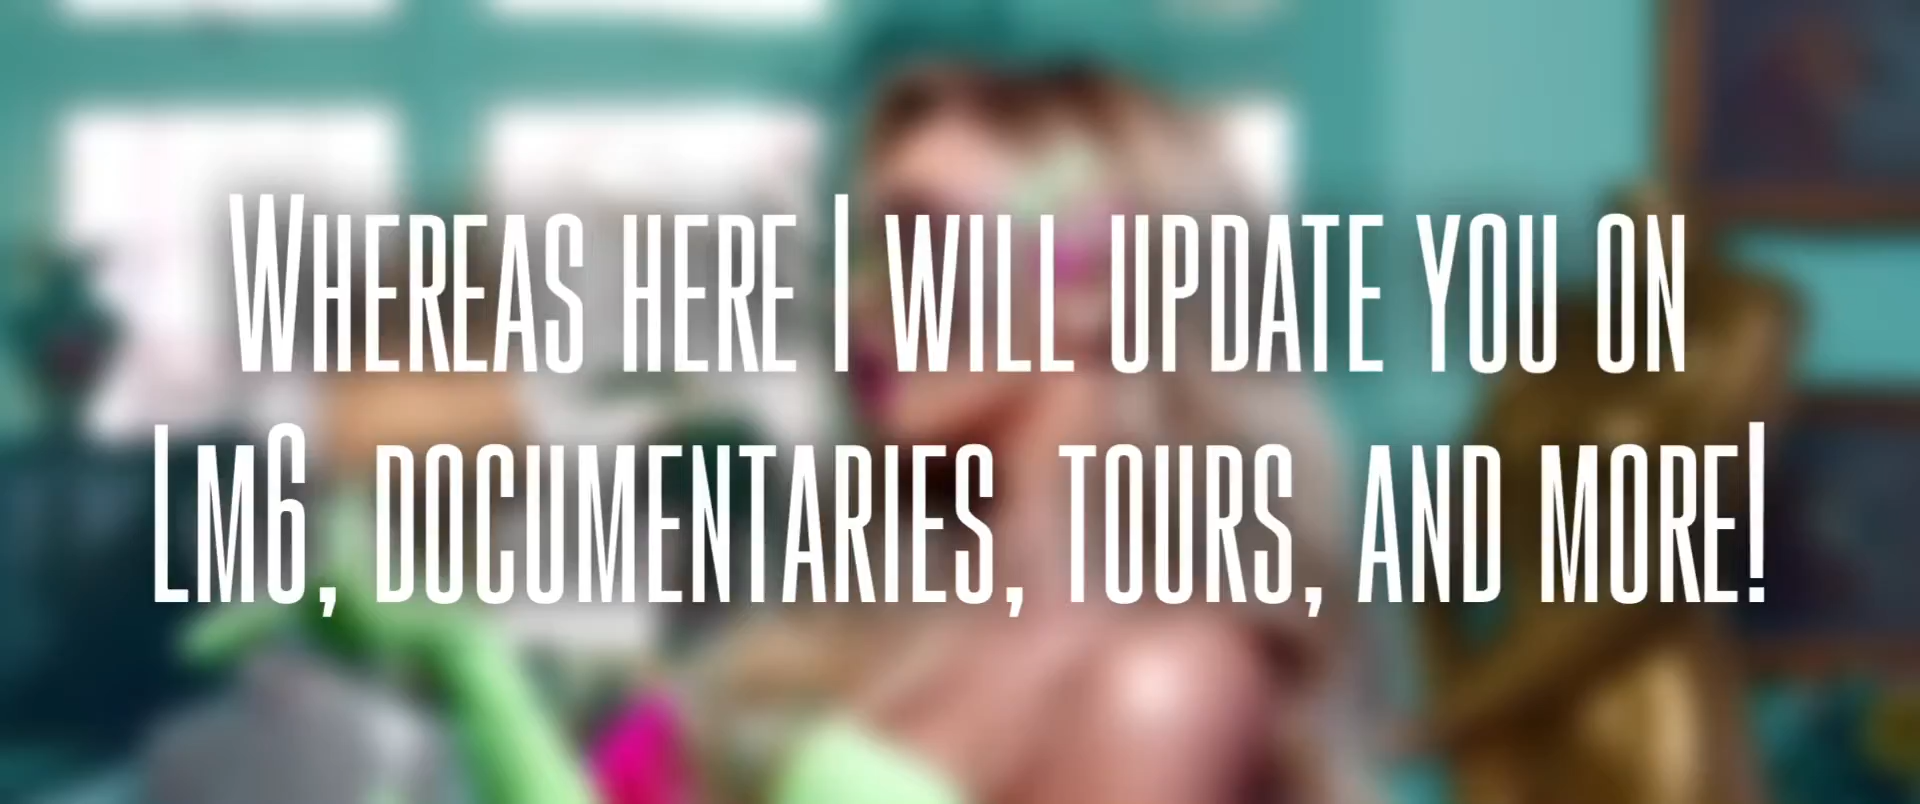 Whereas here I will update you on
Lm6, documentaries, tours, and more!